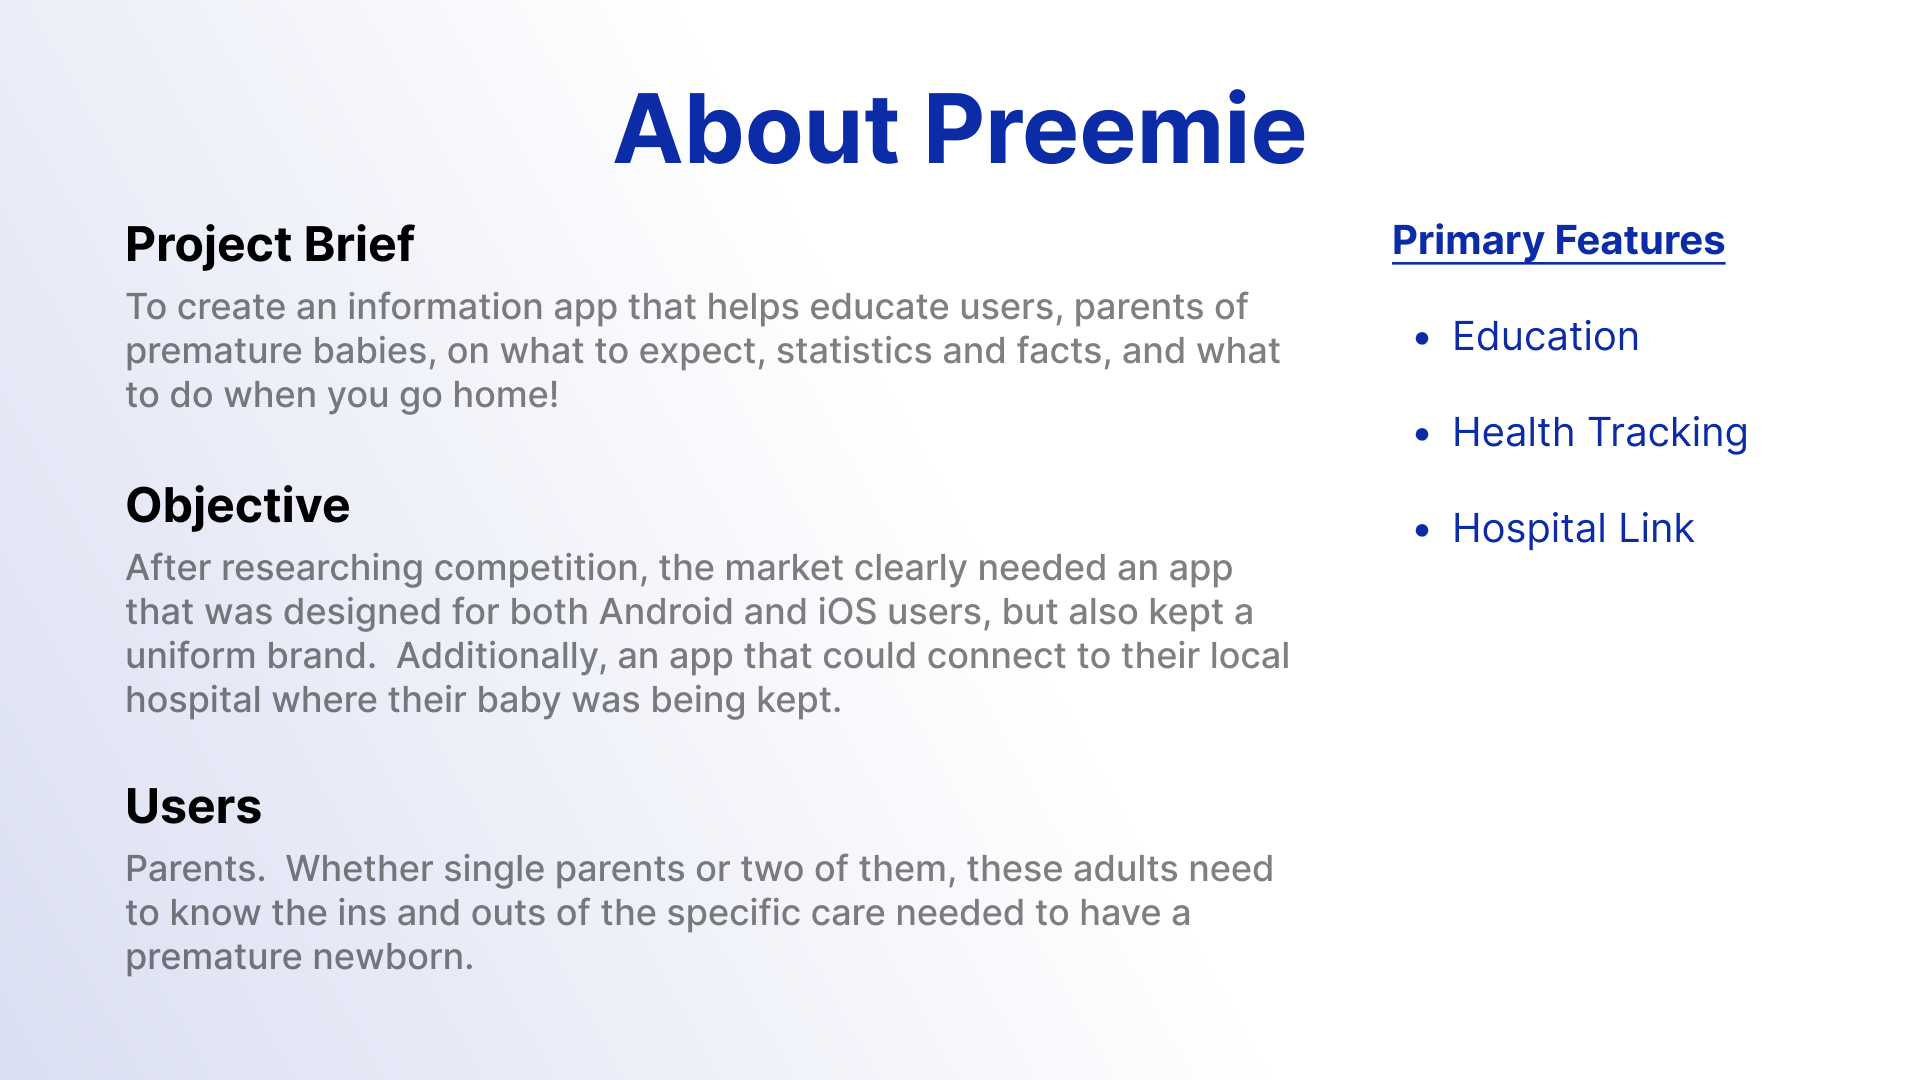 About Preemie
Project Brief
To create an information app that helps educate users, parents of
premature babies, on what to expect, statistics and facts, and what
to do when you go home!
Objective
After researching competition, the market clearly needed an app
that was designed for both Android and iOS users, but also kept a
uniform brand.  Additionally, an app that could connect to their local
hospital where their baby was being kept.
Users
Parents.  Whether single parents or two of them, these adults need
to know the ins and outs of the specific care needed to have a
premature newborn.
Primary Features
• Education
• Health Tracking
• Hospital Link